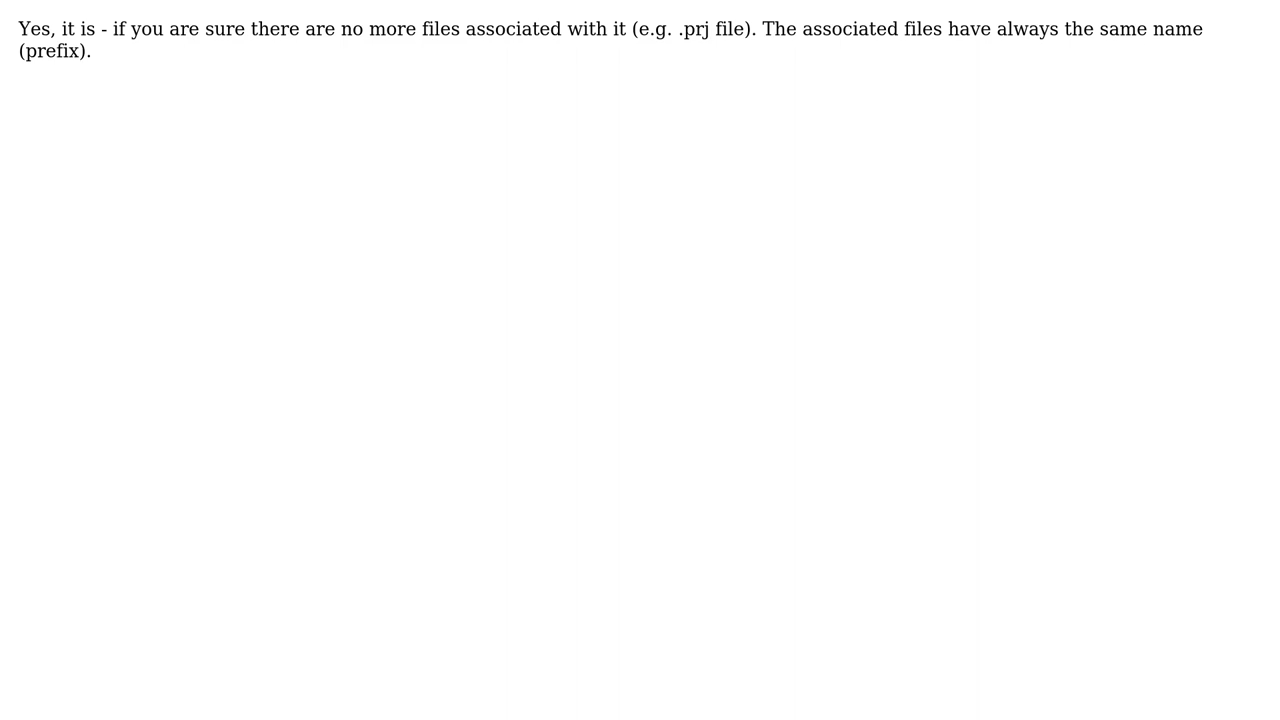 Yes, it is - if you are sure there are no more files associated with it (e.g. .prj file). The associated files have always the same name
(prefix).